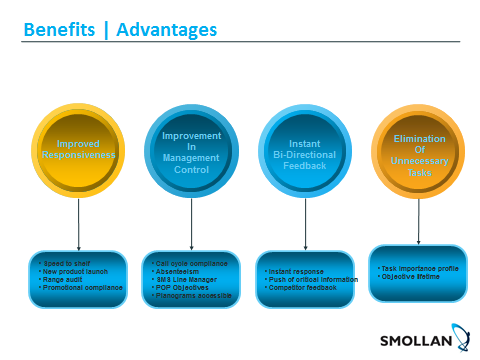 Benefits | Advantages
Improved
Responsiveness
Improvement
In
Management
Control
Instant
Bi-Directional
Feedback
Elimination
Of
Unnecessary
Tasks
• Speed to shelf
• New product launch
• Range audit
• Promotional compliance
• Call cycle compliance
• Absenteism
• SMS Line Manager
• POP Objectives
• Planograms accessible
• Instant response
• Push of critical information
• Competitor feedback
• Task importance profile
• Objective lifetime
SMOLLAN